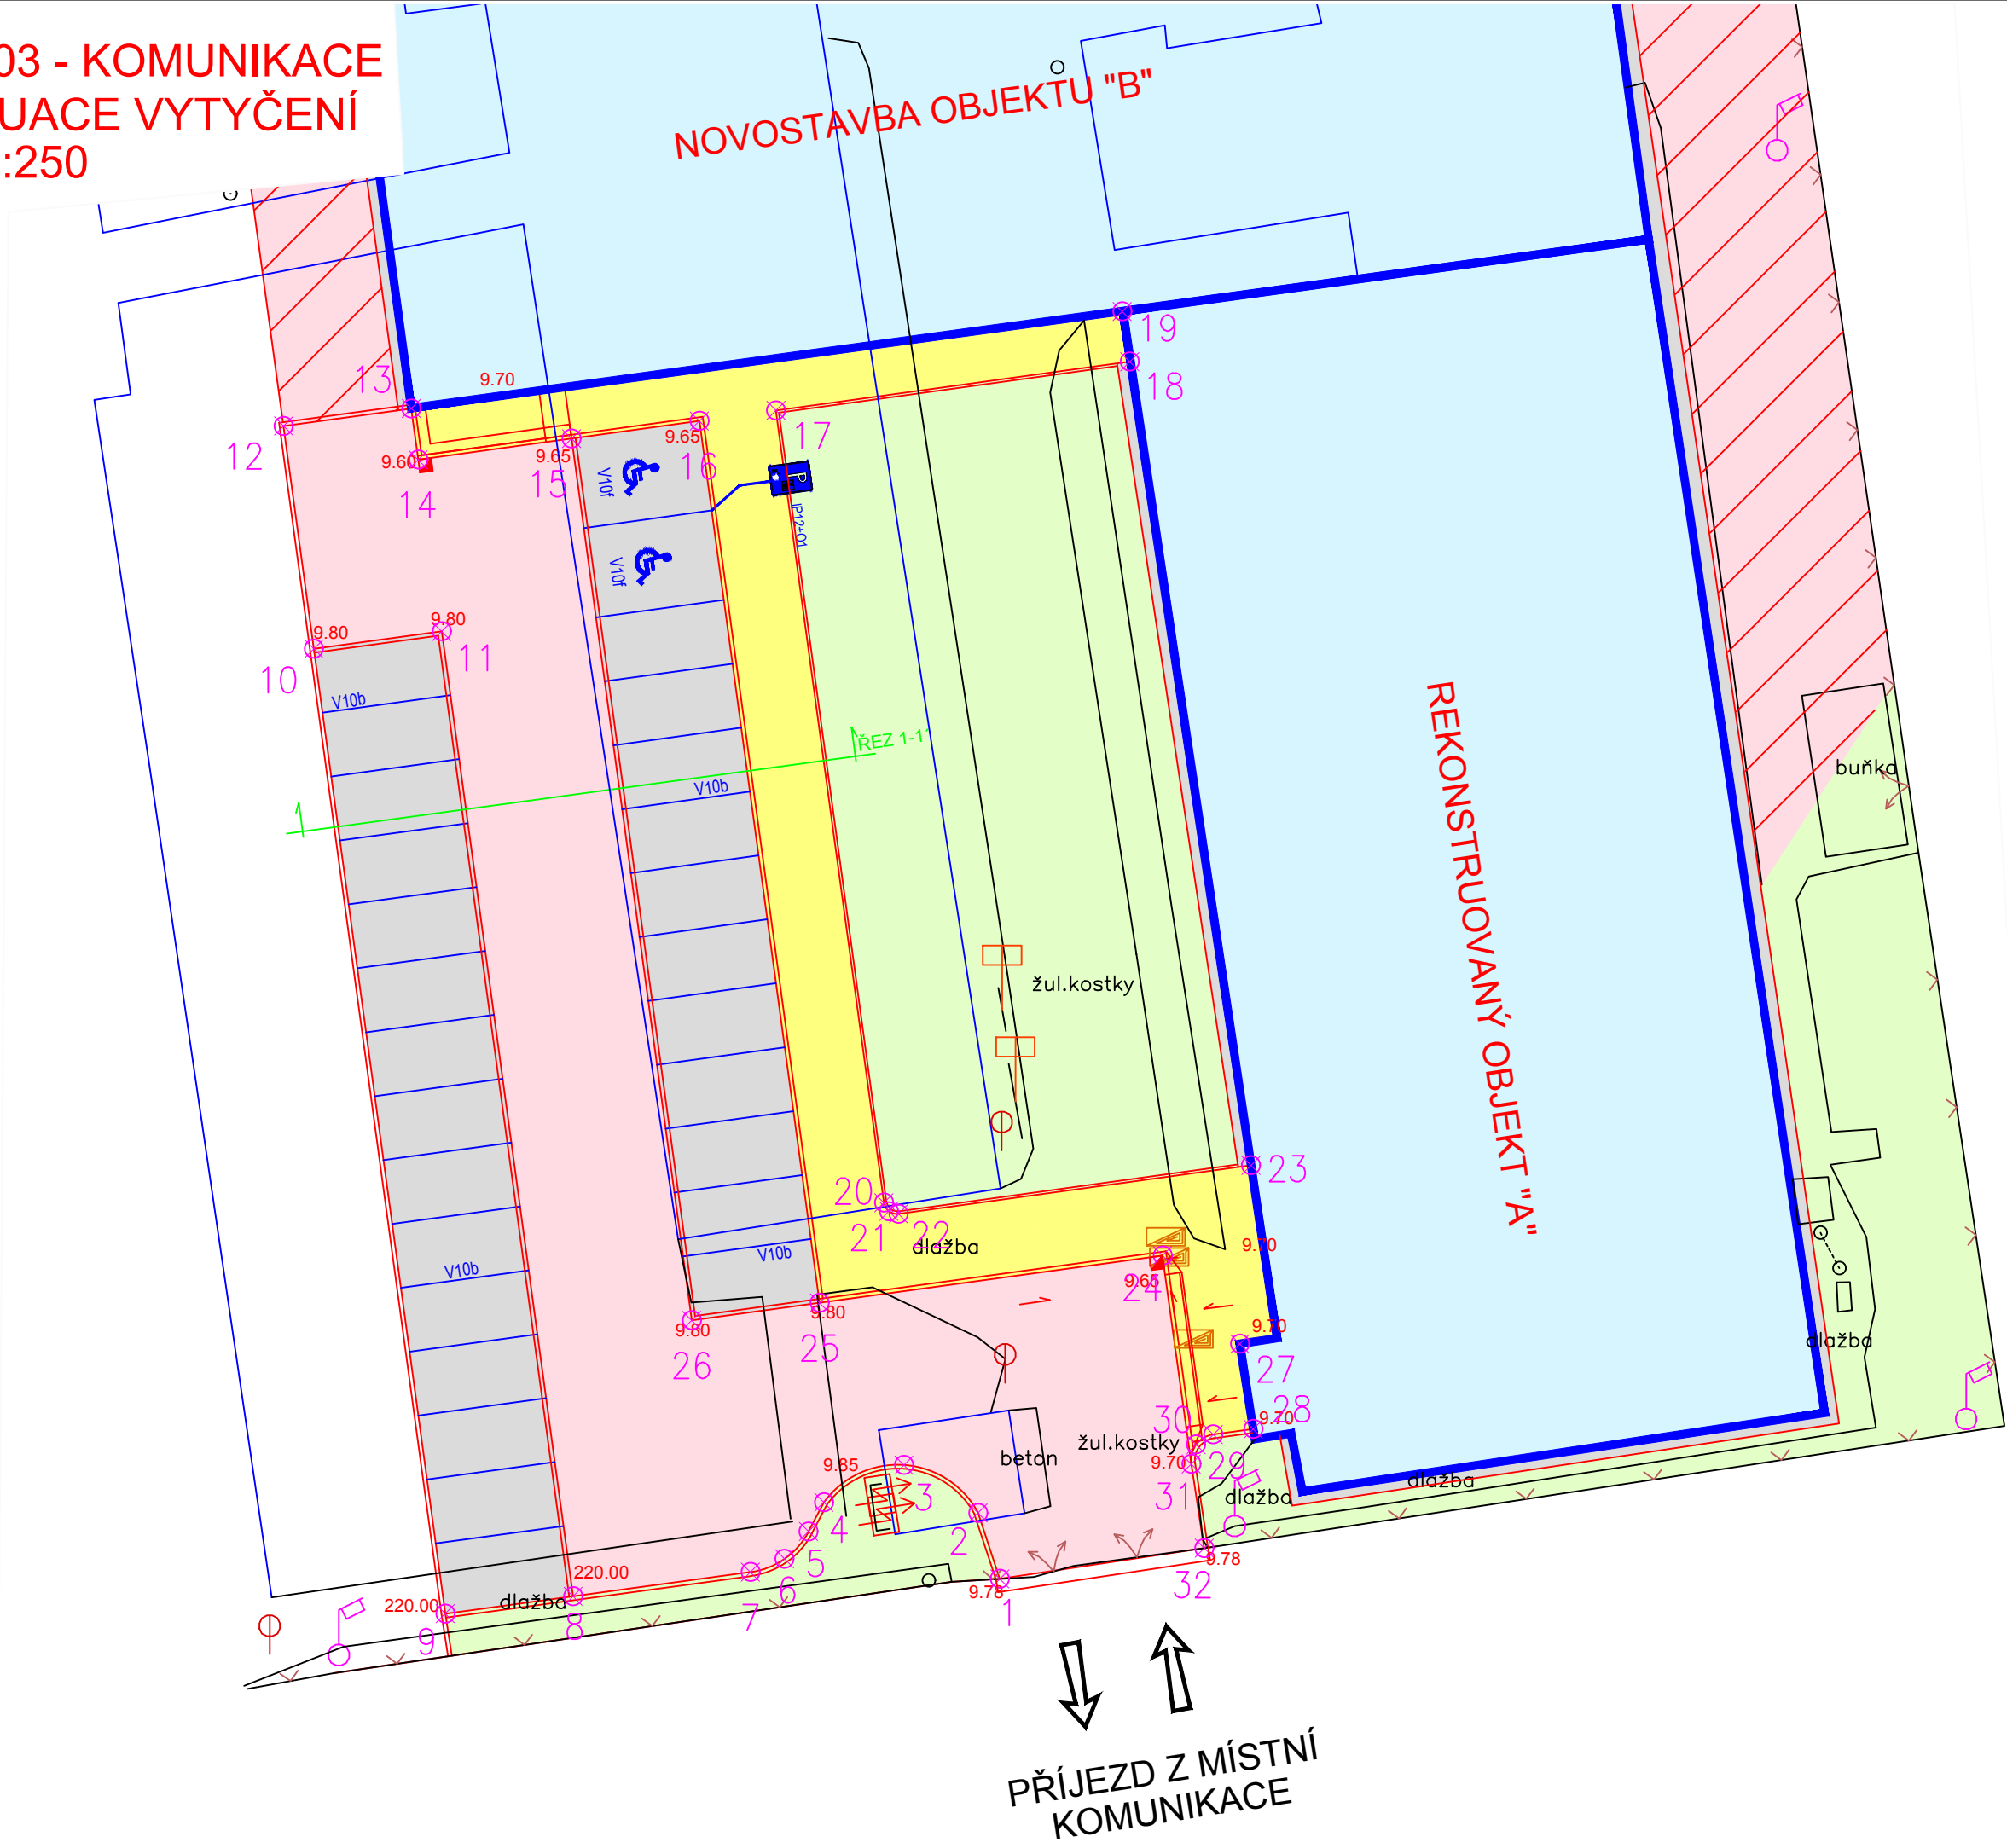 03 - KOMUNIKACE
UACE VYTYČENÍ
:250
NOVOSTAVBA OBJEKTU "B"
19
18
13
9.70
12
9.60
14
9.65
15
9.65
16
17
V10f
IP12+O1
V10f
9.80
9.80
10
11
V10b
ŘEZ 1-1'
1
V10b
buňka
REKONSTRUOVANÝ OBJEKT "A"
žul.kostky
23
20
21
22
dlažba
9.70
V10b
V10b
24
9.65
9.80
9.80
25
26
9.70
27
dlažba
28
9.70
30
žul.kostky
29
9.70
31
beton
9.85
3
4
2
5
6
7
dlažba
dlažba
9.78
32
9.78
1
220.00
220.00
dlažba
8
9
PŘÍJEZD Z MÍSTNÍ
KOMUNIKACE